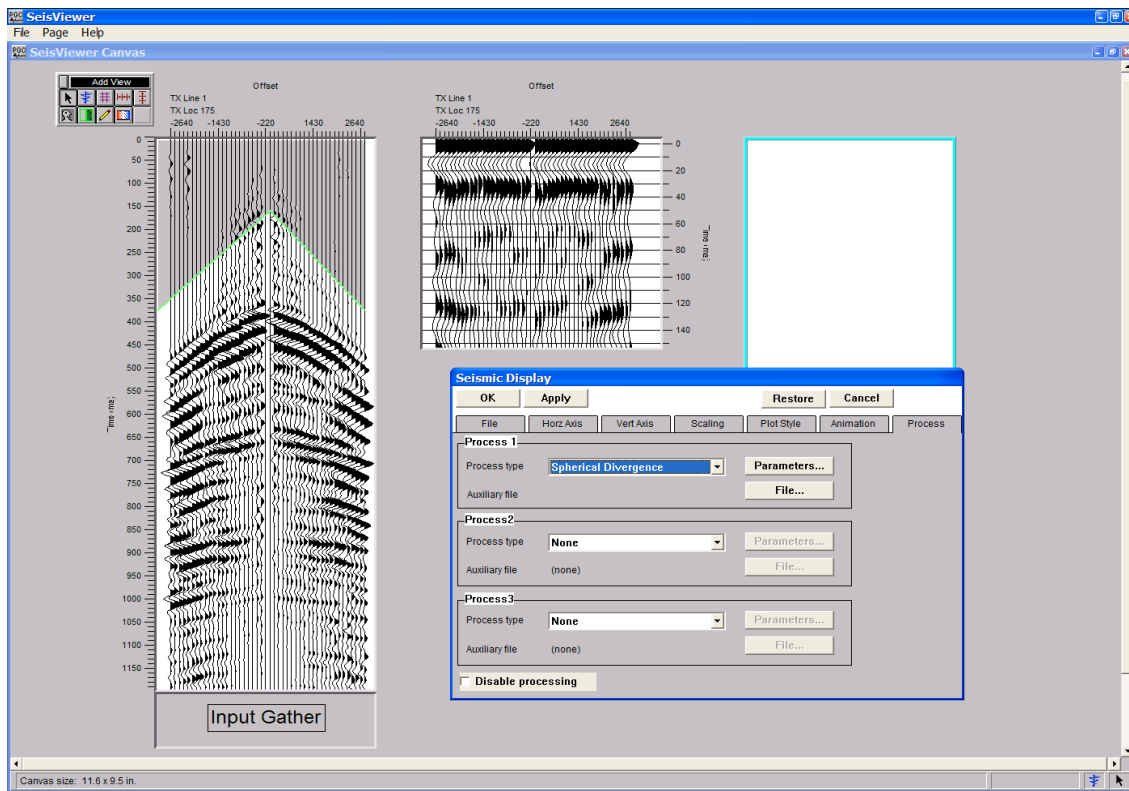 PGC SeisViewer
File Page Help
PGC SeisViewer Canvas
Add View
Offset
TX Line 1
TX Loc 175
-2640 -1430 -220 1430 2640
0
50
100
150
200
250
300
350
400
450
500
550
600
650
700
750
800
850
900
950
1000
1050
1100
1150
Input Gather
Offset
TX Line 1
TX Loc 175
-2640 -1430 -220 1430 2640
0
20
40
60
80
100
120
140
Seismic Display
OK Apply Restore Cancel
File Horz Axis Vert Axis Scaling Plot Style Animation Process
Process 1
Process type Spherical Divergence Parameters...
Auxiliary file File...
Process2
Process type None Parameters...
Auxiliary file (none) File...
Process3
Process type None Parameters...
Auxiliary file (none) File...
Disable processing
Canvas size: 11.6 x 9.5 in.